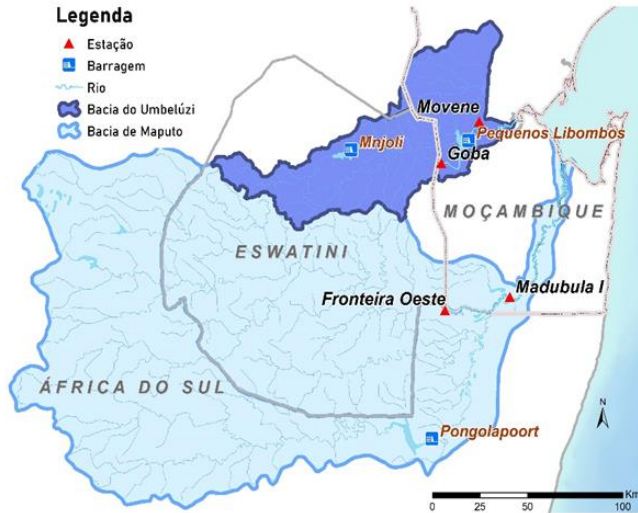 Legenda
Estação
Barragem
Rio
Bacia do Umbelúzi
Bacia de Maputo
Movene
Pequenos Libombos
Mnjoli
Goba
MOÇAMBIQUE
ESWATINI
Fronteira Oeste
Madubula I
ÁFRICA DO SUL
Pongolapoort
N
Km
0 25 50 100